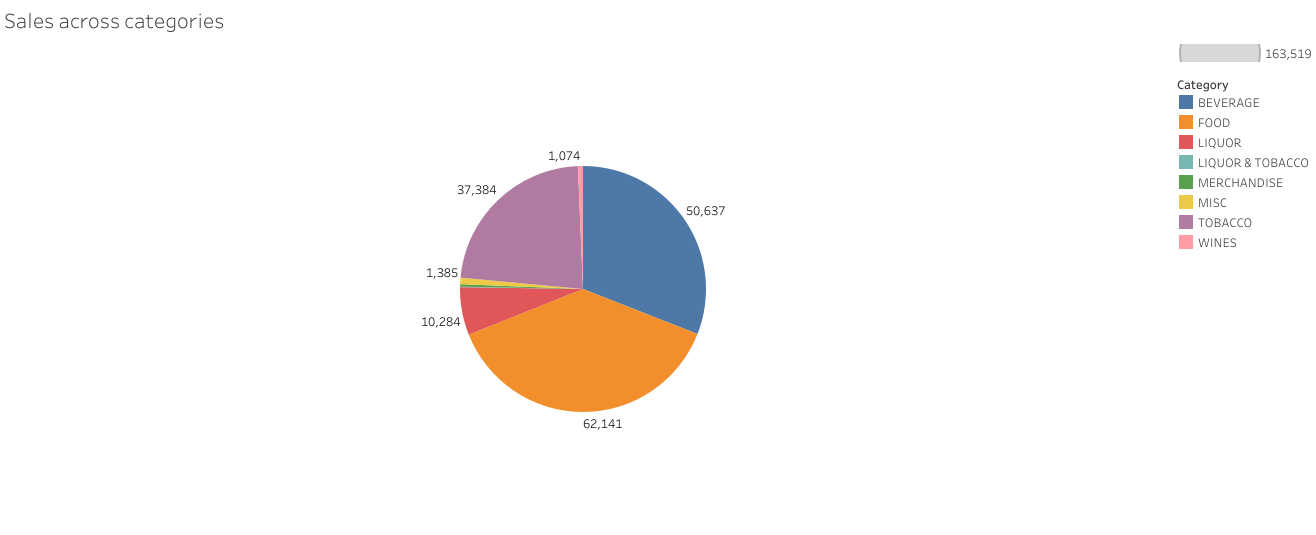 Sales across categories
163,519
Category
BEVERAGE
FOOD
LIQUOR
LIQUOR & TOBACCO
MERCHANDISE
MISC
TOBACCO
WINES
1,074
37,384
50,637
1,385
10,284
62,141